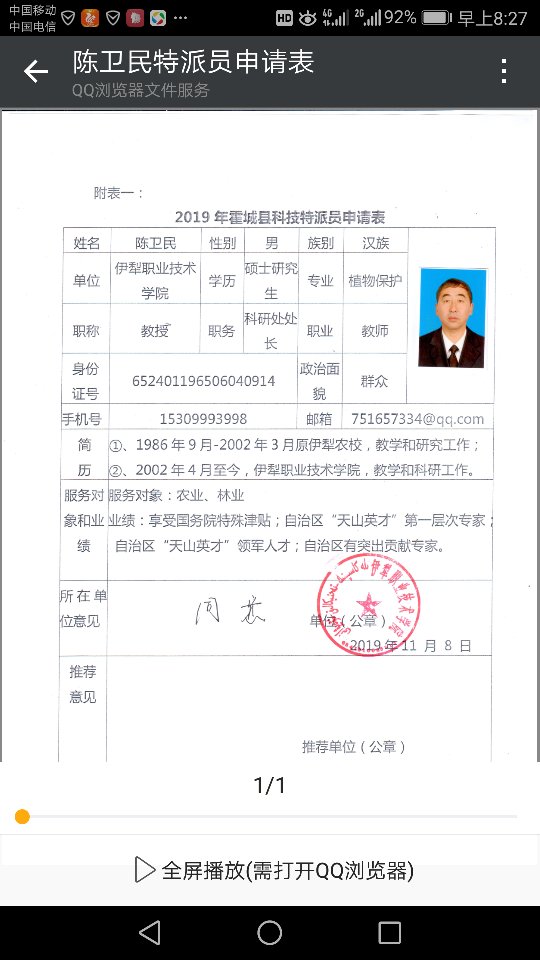 中国移动
中国电信
HD 4G 2G 92% 早上8:27
陈卫民特派员申请表
QQ浏览器文件服务
附表一：
2019 年霍城县科技特派员申请表
姓名 陈卫民 性别 男 族别 汉族
单位 伊犁职业技术学院 学历 硕士研究生 专业 植物保护
职称 教授 职务 科研处处长 职业 教师
身份证号 652401196506040914 政治面貌 群众
手机号 15309993998 邮箱 751657334@qq.com
简历 ①、1986 年 9 月-2002 年 3 月原伊犁农校，教学和研究工作；
②、2002 年 4 月至今，伊犁职业技术学院，教学和科研工作。
服务对象和业绩 服务对象：农业、林业
业绩：享受国务院特殊津贴；自治区“天山英才”第一层次专家；
自治区“天山英才”领军人才；自治区有突出贡献专家。
所在单位意见 同意
伊犁职业技术学院
单位（公章）
2019 年 11 月 8 日
推荐意见
推荐单位（公章）
1/1
全屏播放(需打开QQ浏览器)